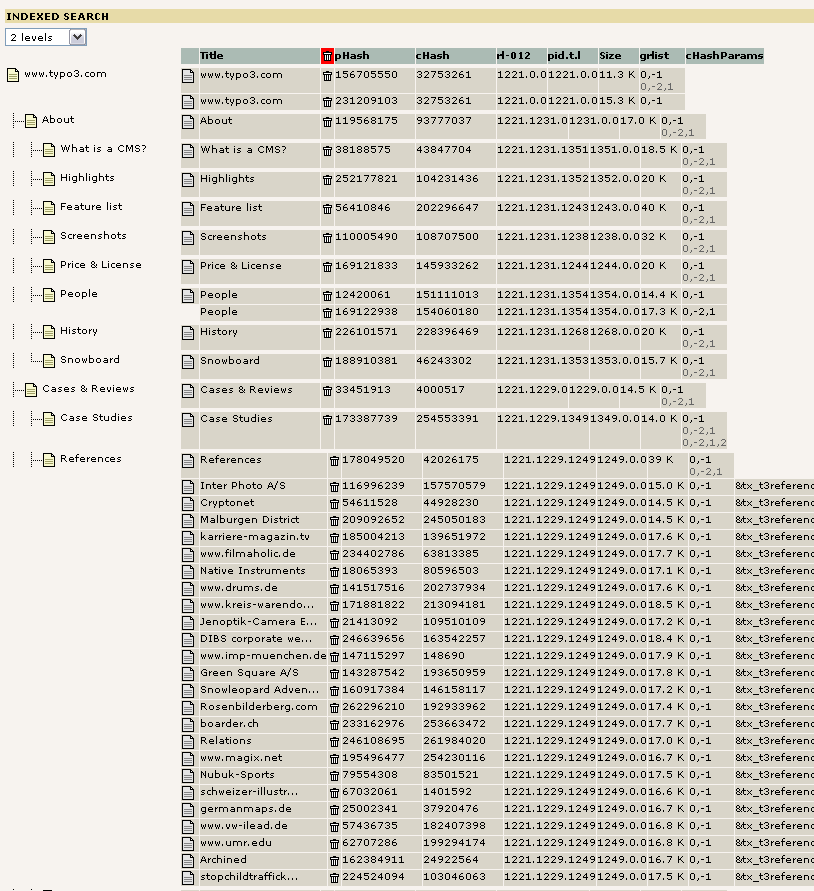 INDEXED SEARCH
2 levels
Title pHash cHash rl-012 pid.t.l Size grlist cHashParams
www.typo3.com www.typo3.com 156705550 32753261 1221.0.0 1221.0.0 11.3 K 0,-1
0,-2,1
www.typo3.com 231209103 32753261 1221.0.0 1221.0.0 15.3 K 0,-1
About About 119568175 93777037 1221.1231.0 1231.0.0 17.0 K 0,-1
0,-2,1
What is a CMS? What is a CMS? 38188575 43847704 1221.1231.1351 1351.0.0 18.5 K 0,-1
0,-2,1
Highlights Highlights 252177821 104231436 1221.1231.1352 1352.0.0 20 K 0,-1
0,-2,1
Feature list Feature list 56410846 202296647 1221.1231.1243 1243.0.0 40 K 0,-1
0,-2,1
Screenshots Screenshots 110005490 108707500 1221.1231.1238 1238.0.0 32 K 0,-1
0,-2,1
Price & License Price & License 169121833 145933262 1221.1231.1244 1244.0.0 20 K 0,-1
0,-2,1
People People 12420061 151111013 1221.1231.1354 1354.0.0 14.4 K 0,-1
People 169122938 154060180 1221.1231.1354 1354.0.0 17.3 K 0,-2,1
History History 226101571 228396469 1221.1231.1268 1268.0.0 20 K 0,-1
0,-2,1
Snowboard Snowboard 188910381 46243302 1221.1231.1353 1353.0.0 15.7 K 0,-1
0,-2,1
Cases & Reviews Cases & Reviews 33451913 4000517 1221.1229.0 1229.0.0 14.5 K 0,-1
0,-2,1
Case Studies Case Studies 173387739 254553391 1221.1229.1349 1349.0.0 14.0 K 0,-1
0,-2,1
0,-2,1,2
References References 178049520 42026175 1221.1229.1249 1249.0.0 39 K 0,-1
0,-2,1
Inter Photo A/S 116996239 157570579 1221.1229.1249 1249.0.0 15.0 K 0,-1 &tx_t3referenc
Cryptonet 54611528 44928230 1221.1229.1249 1249.0.0 14.5 K 0,-1 &tx_t3referenc
Malburgen District 209092652 245050183 1221.1229.1249 1249.0.0 14.5 K 0,-1 &tx_t3referenc
karriere-magazin.tv 185004213 139651972 1221.1229.1249 1249.0.0 17.6 K 0,-1 &tx_t3referenc
www.filmaholic.de 234402786 63813385 1221.1229.1249 1249.0.0 17.7 K 0,-1 &tx_t3referenc
Native Instruments 18065393 80596503 1221.1229.1249 1249.0.0 17.1 K 0,-1 &tx_t3referenc
www.drums.de 141517516 202737934 1221.1229.1249 1249.0.0 17.6 K 0,-1 &tx_t3referenc
www.kreis-warendo... 171881822 213094181 1221.1229.1249 1249.0.0 18.5 K 0,-1 &tx_t3referenc
Jenoptik-Camera E... 21413092 109510109 1221.1229.1249 1249.0.0 17.2 K 0,-1 &tx_t3referenc
DIBS corporate we... 246639656 163542257 1221.1229.1249 1249.0.0 18.4 K 0,-1 &tx_t3referenc
www.imp-muenchen.de 147115297 148690 1221.1229.1249 1249.0.0 17.9 K 0,-1 &tx_t3referenc
Green Square A/S 143287542 193650959 1221.1229.1249 1249.0.0 17.8 K 0,-1 &tx_t3referenc
Snowleopard Adven... 160917384 146158117 1221.1229.1249 1249.0.0 17.2 K 0,-1 &tx_t3referenc
Rosenbilderberg.com 262296210 192933962 1221.1229.1249 1249.0.0 17.4 K 0,-1 &tx_t3referenc
boarder.ch 233162976 253663472 1221.1229.1249 1249.0.0 17.7 K 0,-1 &tx_t3referenc
Relations 246108695 261984020 1221.1229.1249 1249.0.0 17.0 K 0,-1 &tx_t3referenc
www.magix.net 195496477 254230116 1221.1229.1249 1249.0.0 16.7 K 0,-1 &tx_t3referenc
Nubuk-Sports 79554308 83501521 1221.1229.1249 1249.0.0 17.5 K 0,-1 &tx_t3referenc
schweizer-illustr... 67032061 1401592 1221.1229.1249 1249.0.0 16.6 K 0,-1 &tx_t3referenc
germanmaps.de 25002341 37920476 1221.1229.1249 1249.0.0 16.7 K 0,-1 &tx_t3referenc
www.vw-ilead.de 57436735 182407398 1221.1229.1249 1249.0.0 16.8 K 0,-1 &tx_t3referenc
www.umr.edu 62707286 199294174 1221.1229.1249 1249.0.0 16.8 K 0,-1 &tx_t3referenc
Archined 162384911 24922564 1221.1229.1249 1249.0.0 16.7 K 0,-1 &tx_t3referenc
stopchildtraffick... 224524094 103046063 1221.1229.1249 1249.0.0 17.5 K 0,-1 &tx_t3referenc